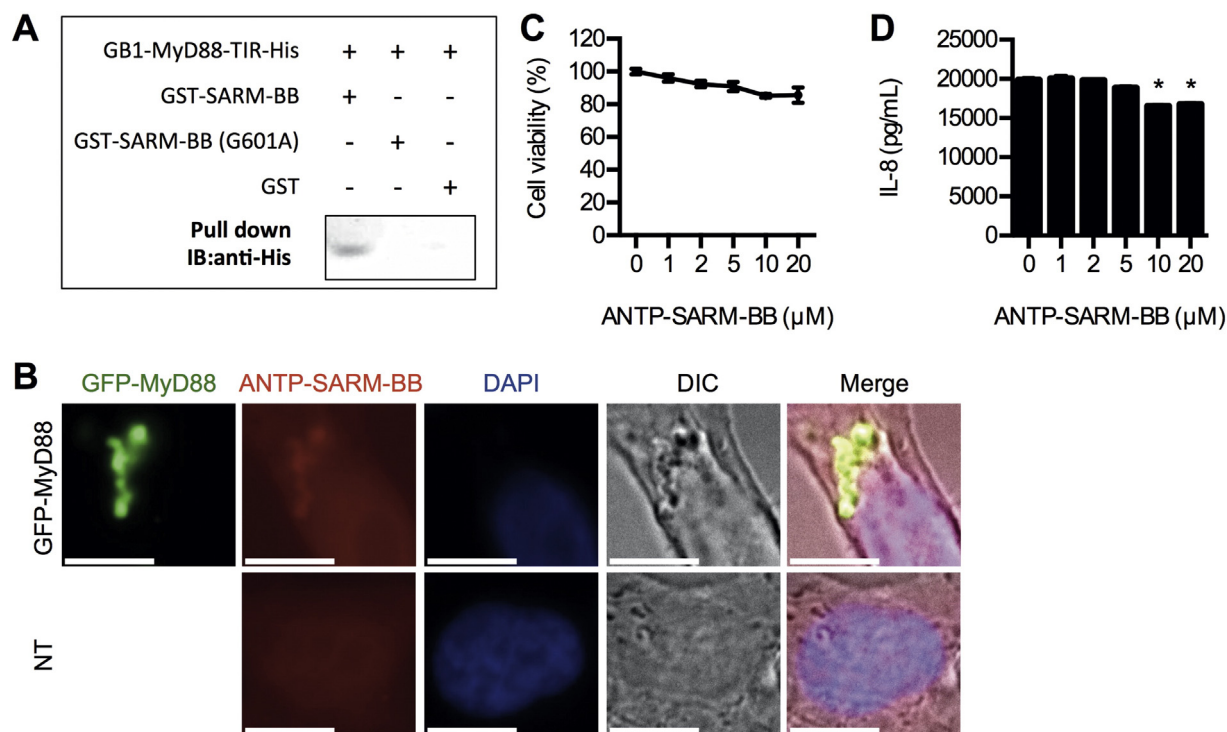 A
GB1-MyD88-TIR-His + + +
GST-SARM-BB + - -
GST-SARM-BB (G601A) - + -
GST - - +
Pull down
IB:anti-His
C
Cell viability (%)
120
100
80
60
40
20
0
0 1 2 5 10 20
ANTP-SARM-BB (µM)
D
IL-8 (pg/mL)
25000
20000
15000
10000
5000
0
* *
0 1 2 5 10 20
ANTP-SARM-BB (µM)
B
GFP-MyD88 ANTP-SARM-BB DAPI DIC Merge
GFP-MyD88
NT